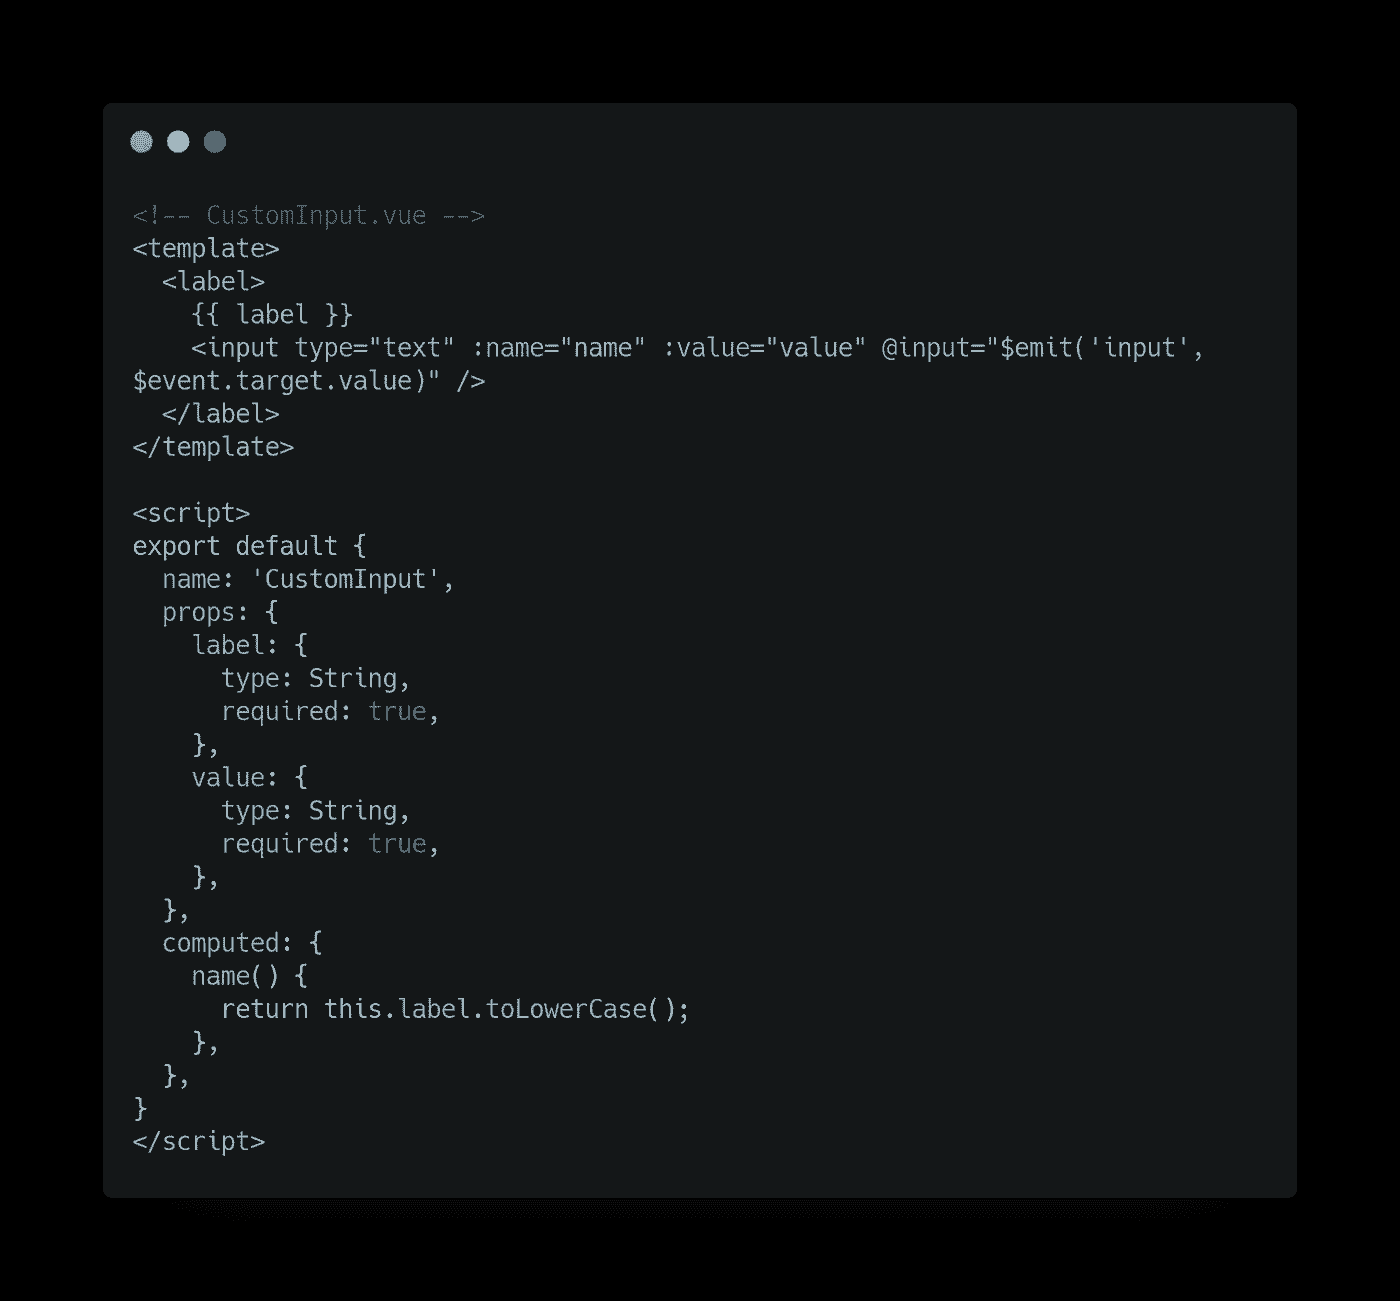 <!-- CustomInput.vue -->
<template>
  <label>
    {{ label }}
    <input type="text" :name="name" :value="value" @input="$emit('input',
$event.target.value)" />
  </label>
</template>

<script>
export default {
  name: 'CustomInput',
  props: {
    label: {
      type: String,
      required: true,
    },
    value: {
      type: String,
      required: true,
    },
  },
  computed: {
    name() {
      return this.label.toLowerCase();
    },
  },
}
</script>